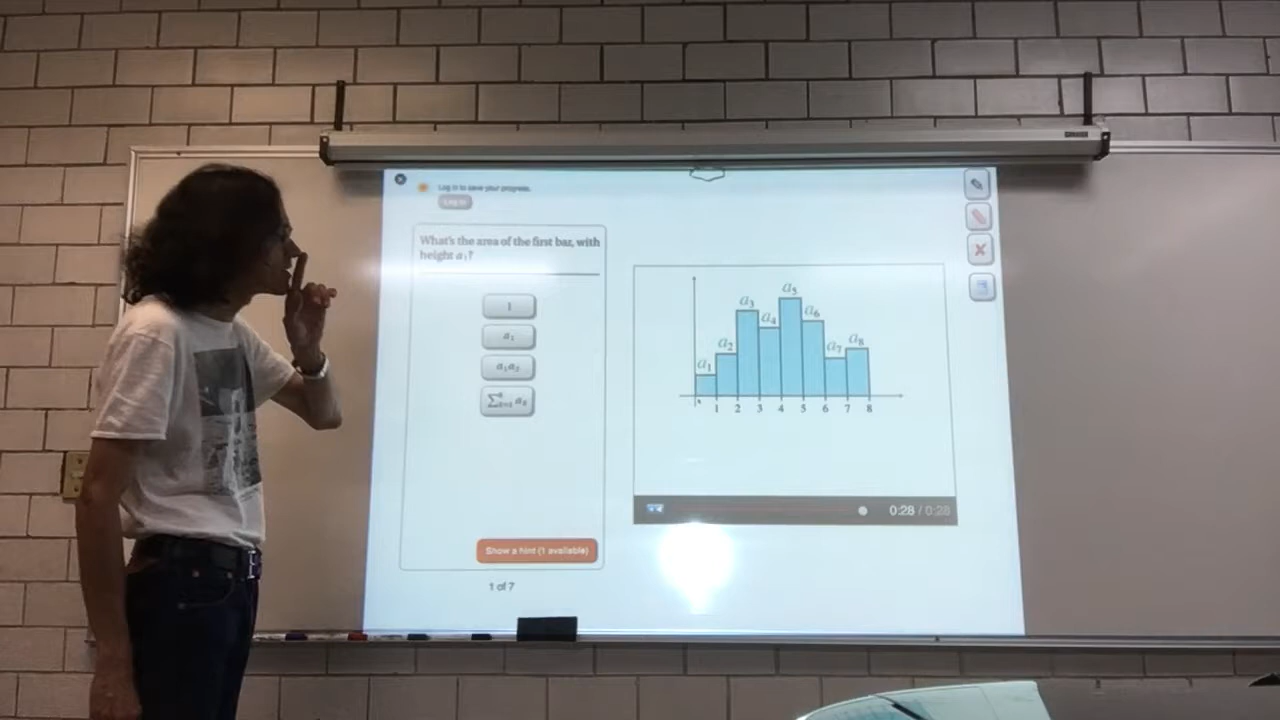 Log in to save your progress.
Log in
What's the area of the first bar, with
height a₁?
1
a₁
a₁a₂
Show a hint (1 available)
1 of 7
a₁
a₂
a₃
a₄
a₅
a₆
a₇
a₈
1 2 3 4 5 6 7 8
0:28 / 0:28